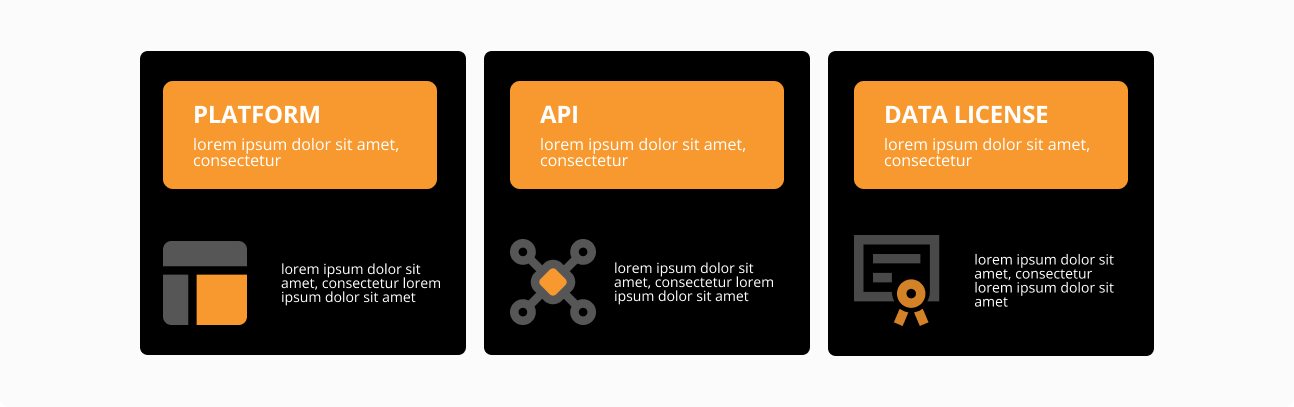 PLATFORM
lorem ipsum dolor sit amet,
consectetur
lorem ipsum dolor sit
amet, consectetur lorem
ipsum dolor sit amet
API
lorem ipsum dolor sit amet,
consectetur
lorem ipsum dolor sit
amet, consectetur lorem
ipsum dolor sit amet
DATA LICENSE
lorem ipsum dolor sit amet,
consectetur
lorem ipsum dolor sit
amet, consectetur
lorem ipsum dolor sit
amet